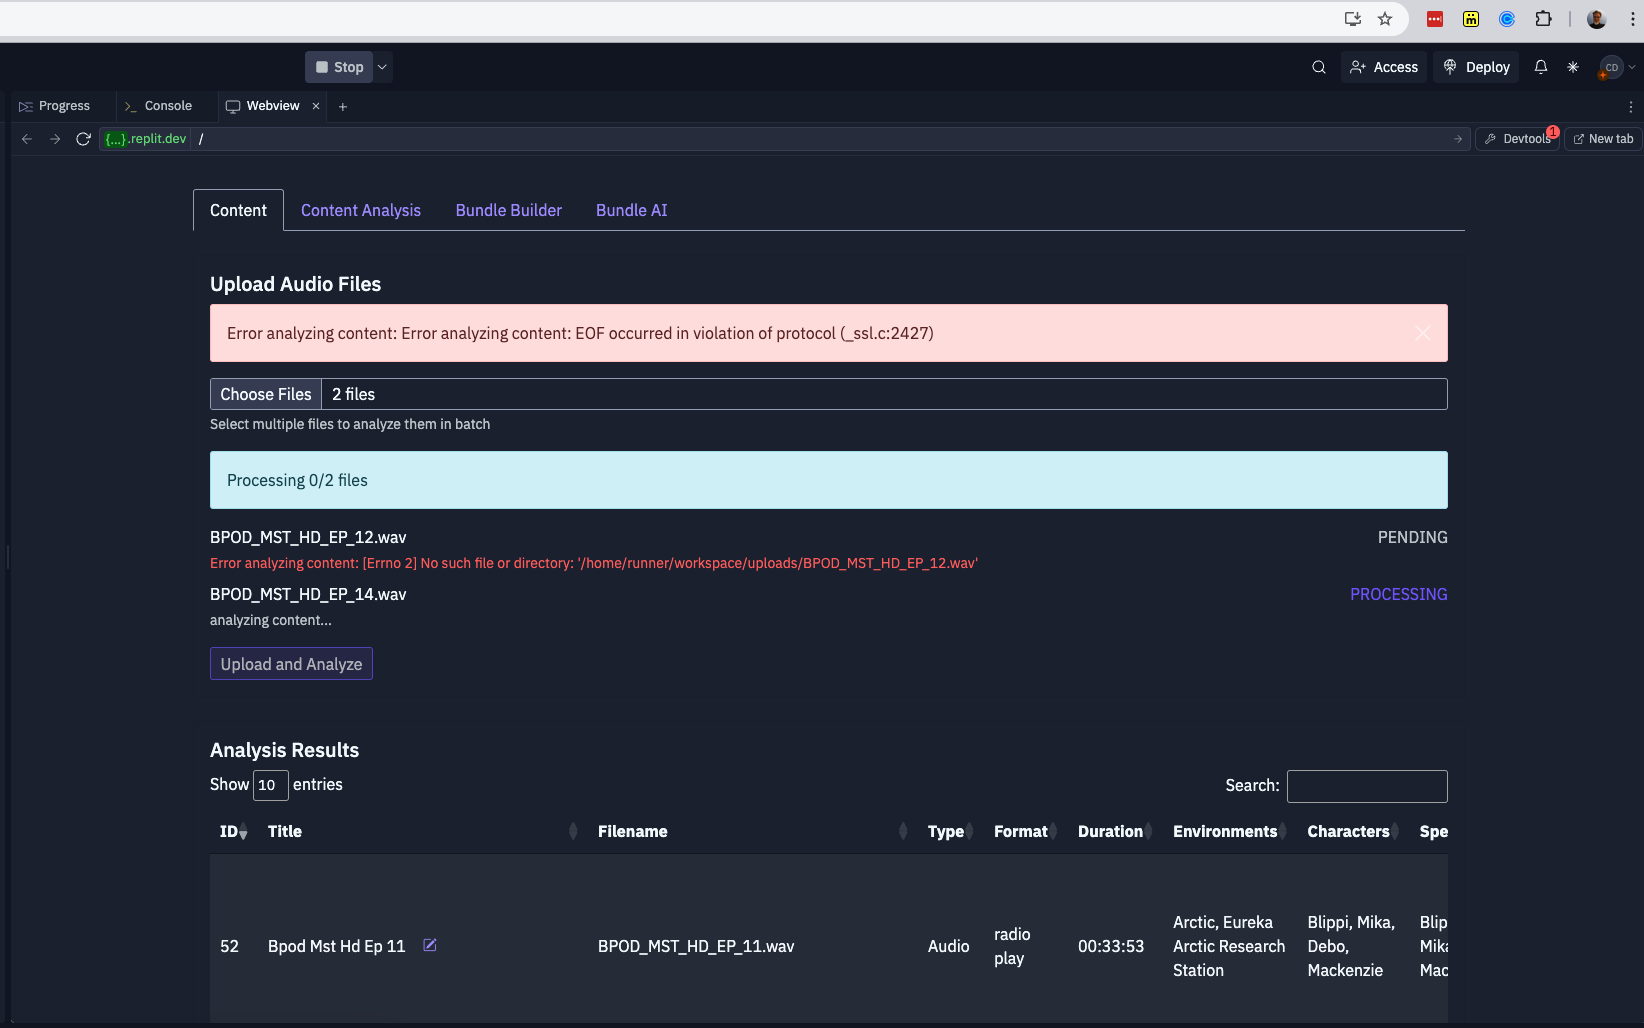 Stop
Access
Deploy
CD
Progress
Console
Webview
{...}.replit.dev /
Devtools 1
New tab
Content
Content Analysis
Bundle Builder
Bundle AI
Upload Audio Files
Error analyzing content: Error analyzing content: EOF occurred in violation of protocol (_ssl.c:2427)
Choose Files 2 files
Select multiple files to analyze them in batch
Processing 0/2 files
BPOD_MST_HD_EP_12.wav PENDING
Error analyzing content: [Errno 2] No such file or directory: '/home/runner/workspace/uploads/BPOD_MST_HD_EP_12.wav'
BPOD_MST_HD_EP_14.wav PROCESSING
analyzing content...
Upload and Analyze
Analysis Results
Show 10 entries
Search:
ID Title Filename Type Format Duration Environments Characters Spe
52
Bpod Mst Hd Ep 11
BPOD_MST_HD_EP_11.wav
Audio
radio
play
00:33:53
Arctic, Eureka
Arctic Research
Station
Blippi, Mika,
Debo,
Mackenzie
Blip
Mika
Mac